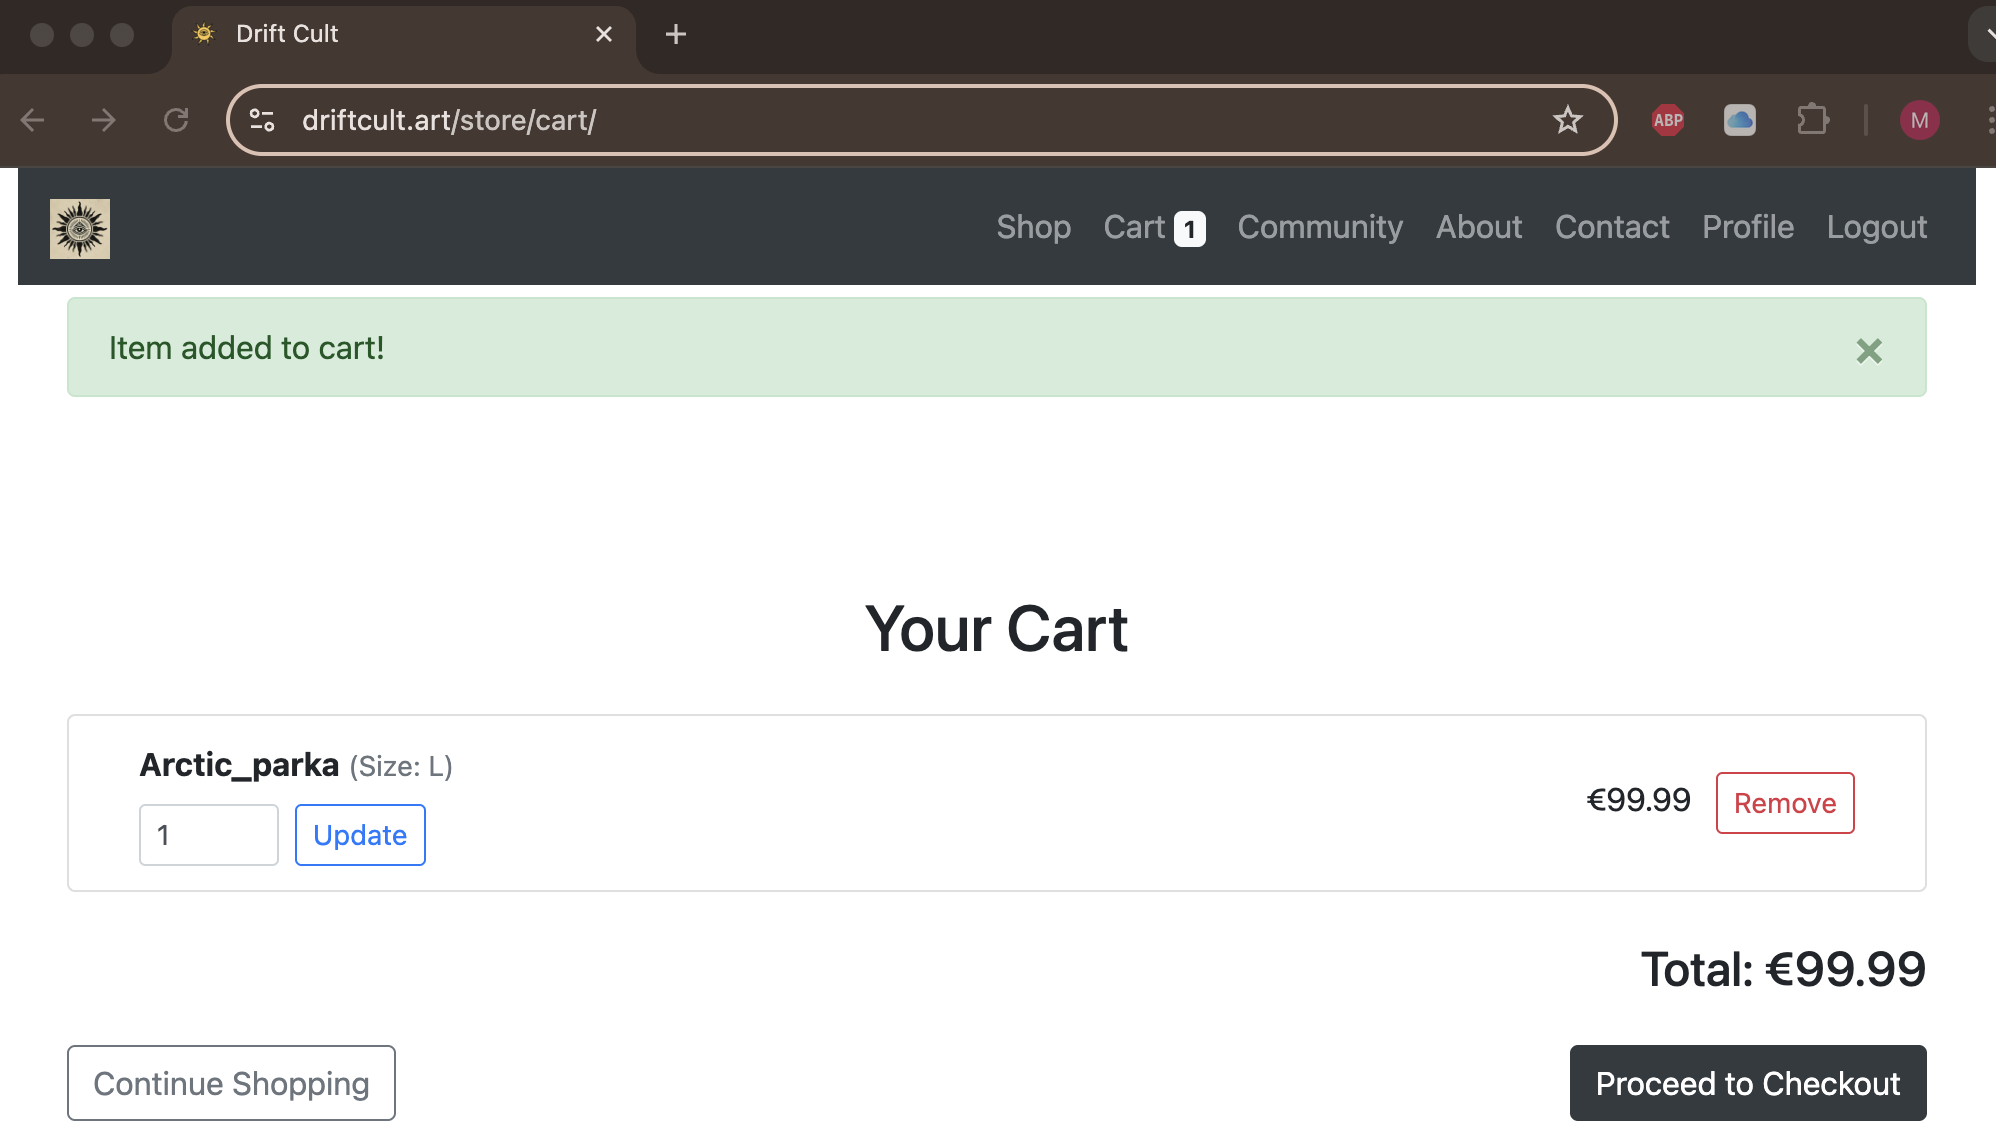 Drift Cult
driftcult.art/store/cart/
ABP
M
Shop Cart 1 Community About Contact Profile Logout
Item added to cart!
Your Cart
Arctic_parka (Size: L)
1 Update
€99.99 Remove
Total: €99.99
Continue Shopping Proceed to Checkout